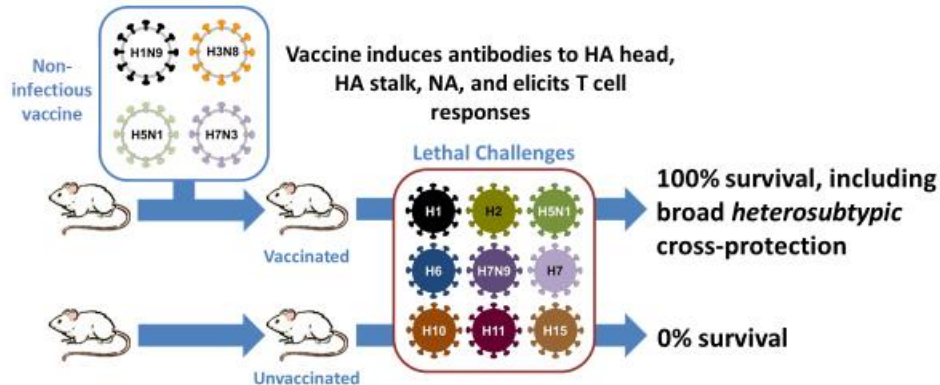 Non-
infectious
vaccine
H1N9
H3N8
H5N1
H7N3
Vaccine induces antibodies to HA head,
HA stalk, NA, and elicits T cell
responses
Lethal Challenges
Vaccinated
H1
H2
H5N1
H6
H7N9
H7
H10
H11
H15
100% survival, including
broad heterosubtypic
cross-protection
Unvaccinated
0% survival